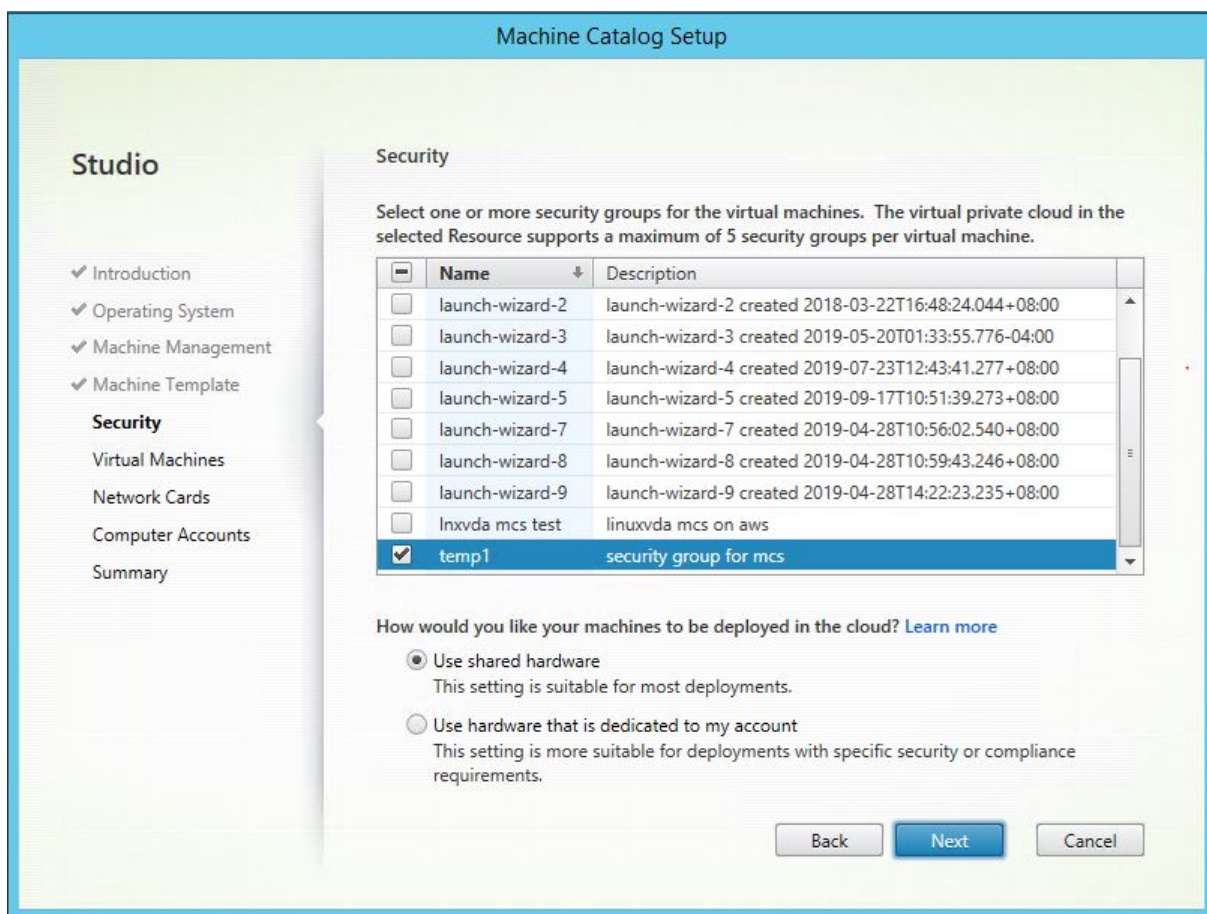 Machine Catalog Setup
Studio
Introduction
Operating System
Machine Management
Machine Template
Security
Virtual Machines
Network Cards
Computer Accounts
Summary
Security
Select one or more security groups for the virtual machines. The virtual private cloud in the
selected Resource supports a maximum of 5 security groups per virtual machine.
Name Description
launch-wizard-2 launch-wizard-2 created 2018-03-22T16:48:24.044+08:00
launch-wizard-3 launch-wizard-3 created 2019-05-20T01:33:55.776-04:00
launch-wizard-4 launch-wizard-4 created 2019-07-23T12:43:41.277+08:00
launch-wizard-5 launch-wizard-5 created 2019-09-17T10:51:39.273+08:00
launch-wizard-7 launch-wizard-7 created 2019-04-28T10:56:02.540+08:00
launch-wizard-8 launch-wizard-8 created 2019-04-28T10:59:43.246+08:00
launch-wizard-9 launch-wizard-9 created 2019-04-28T14:22:23.235+08:00
lnxvda mcs test linuxvda mcs on aws
temp1 security group for mcs
How would you like your machines to be deployed in the cloud? Learn more
Use shared hardware
This setting is suitable for most deployments.
Use hardware that is dedicated to my account
This setting is more suitable for deployments with specific security or compliance
requirements.
Back Next Cancel